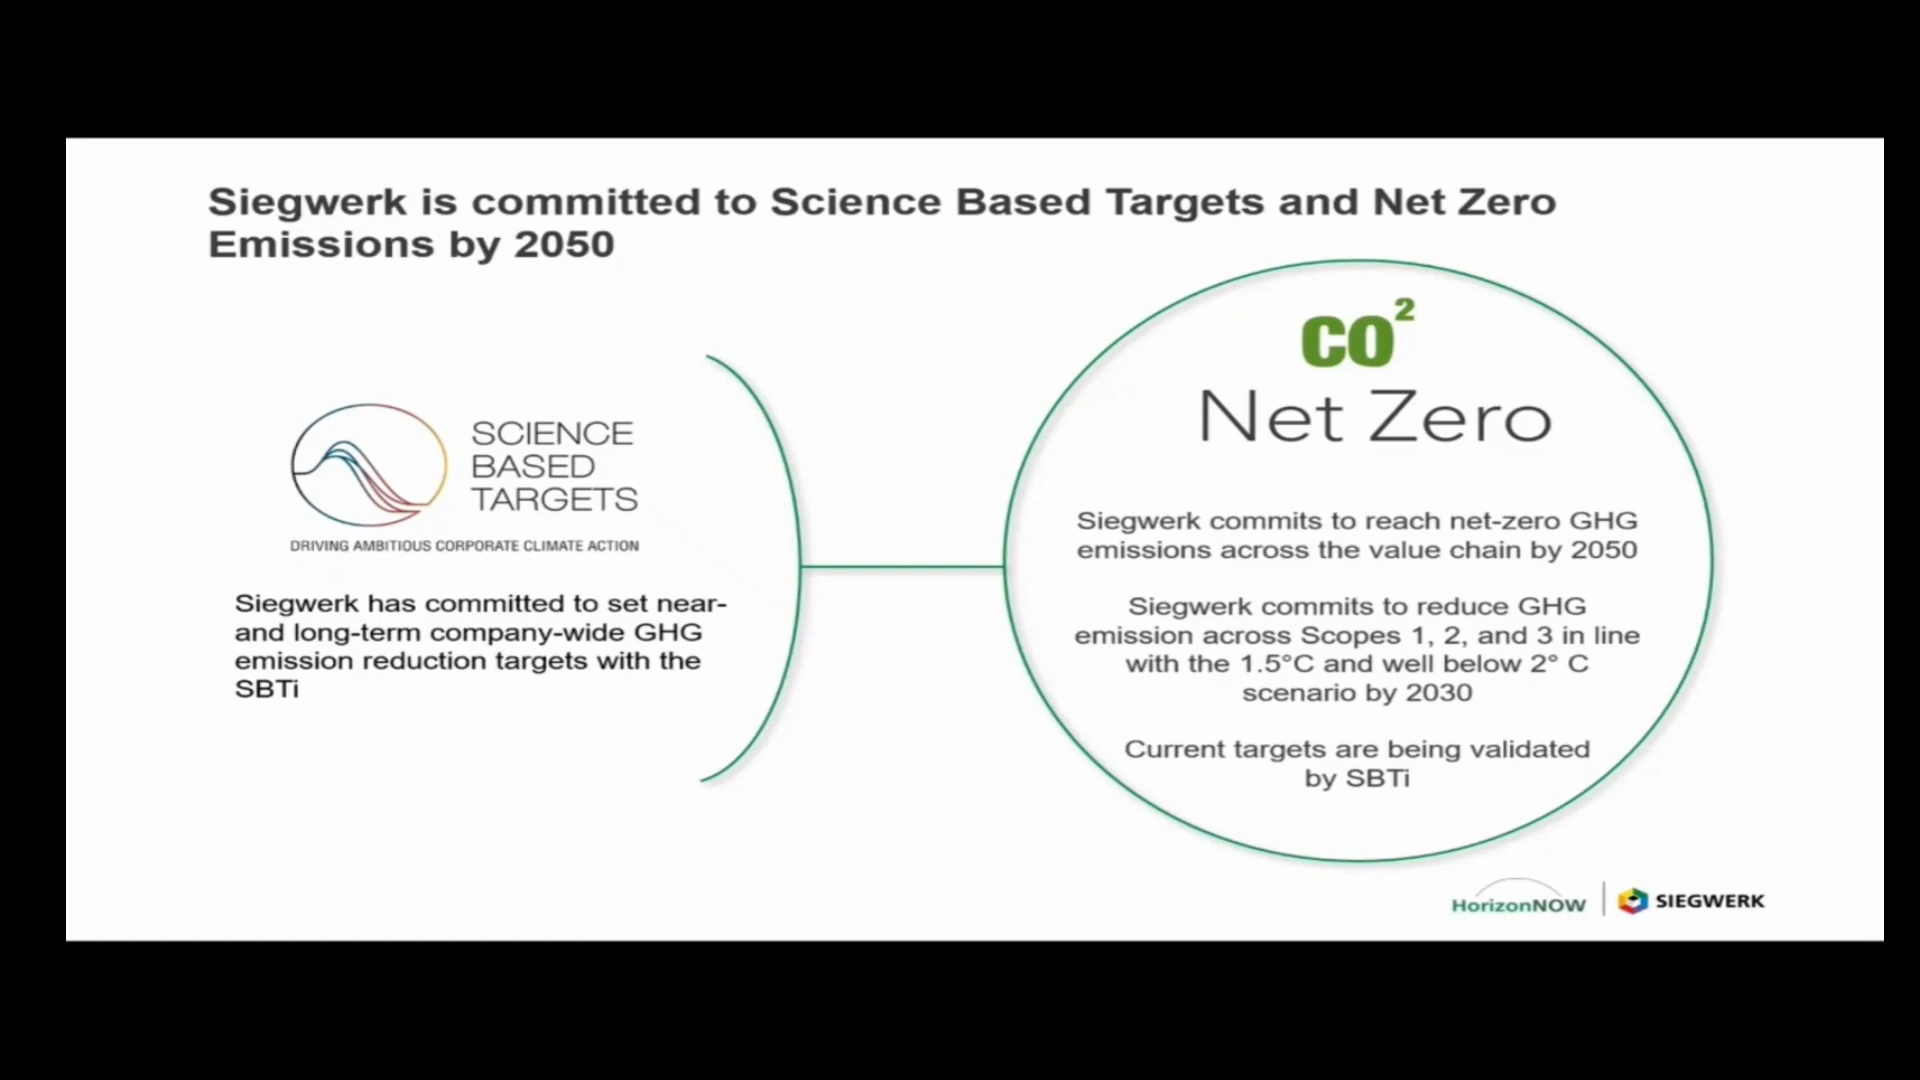 Siegwerk is committed to Science Based Targets and Net Zero
Emissions by 2050
SCIENCE
BASED
TARGETS
DRIVING AMBITIOUS CORPORATE CLIMATE ACTION
Siegwerk has committed to set near-
and long-term company-wide GHG
emission reduction targets with the
SBTi
CO²
Net Zero
Siegwerk commits to reach net-zero GHG
emissions across the value chain by 2050
Siegwerk commits to reduce GHG
emission across Scopes 1, 2, and 3 in line
with the 1.5°C and well below 2° C
scenario by 2030
Current targets are being validated
by SBTi
HorizonNOW
SIEGWERK